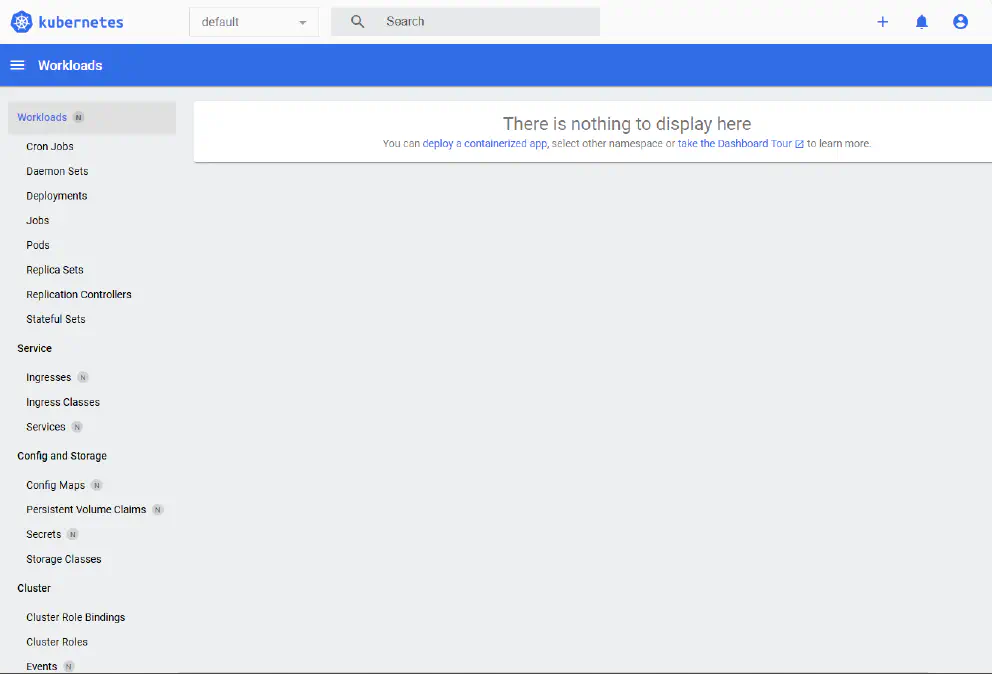 kubernetes default Search
Workloads
Workloads N
There is nothing to display here
You can deploy a containerized app, select other namespace or take the Dashboard Tour to learn more.
Cron Jobs
Daemon Sets
Deployments
Jobs
Pods
Replica Sets
Replication Controllers
Stateful Sets
Service
Ingresses N
Ingress Classes
Services N
Config and Storage
Config Maps N
Persistent Volume Claims N
Secrets N
Storage Classes
Cluster
Cluster Role Bindings
Cluster Roles
Events N